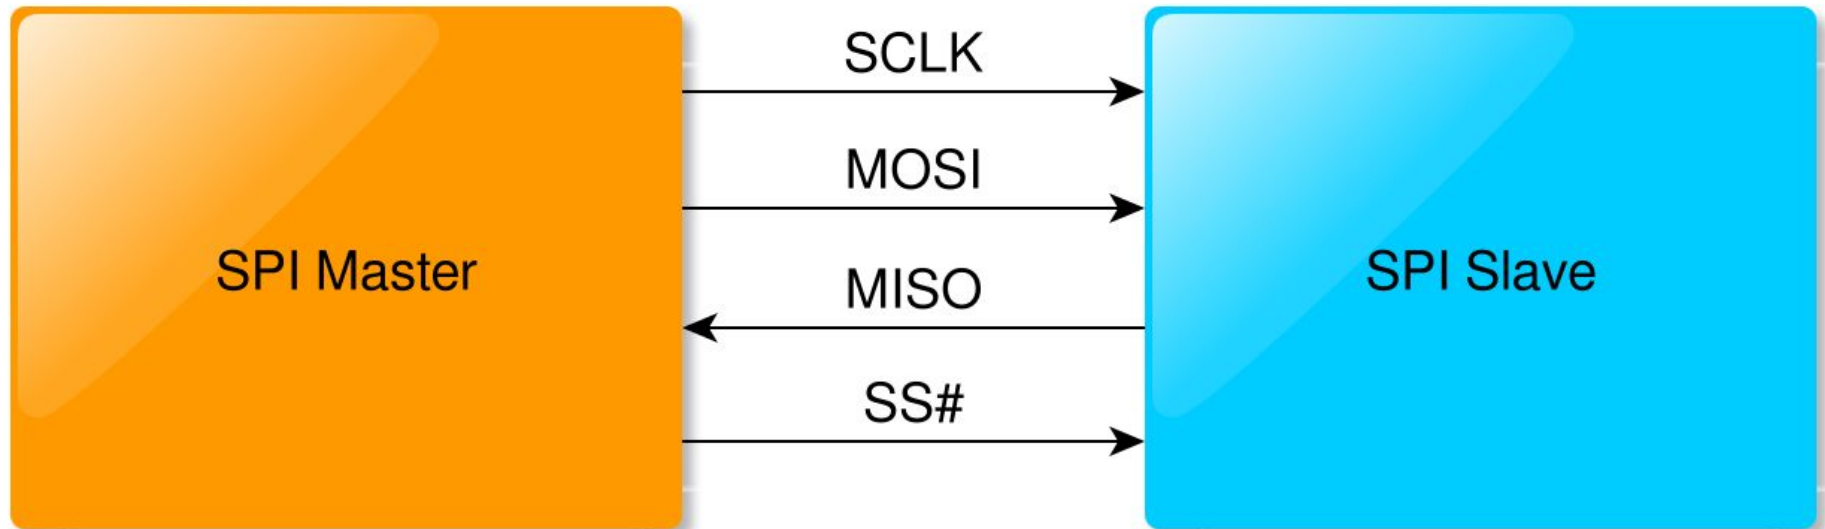 SCLK
MOSI
SPI Master
SPI Slave
MISO
SS#